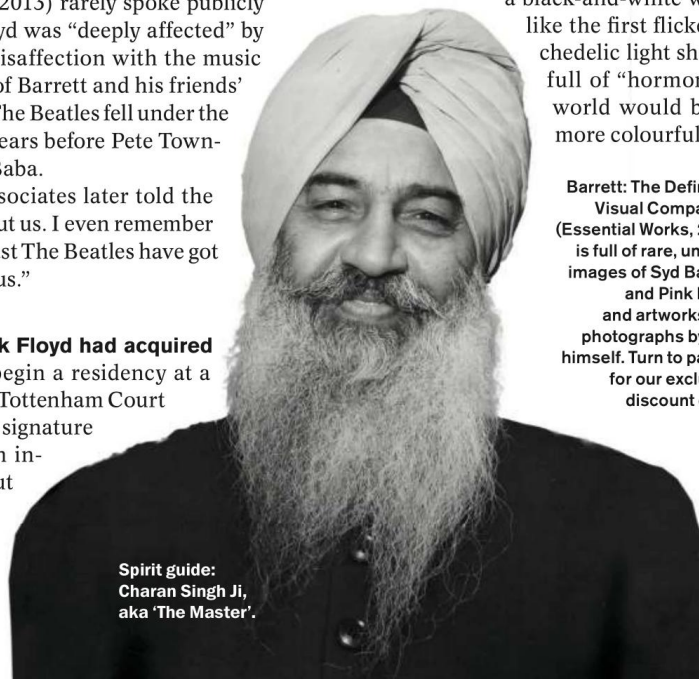 2013) rarely spoke publicly
yd was “deeply affected” by
isaffection with the music
of Barrett and his friends’
The Beatles fell under the
ears before Pete Town-
Baba.
sociates later told the
ut us. I even remember
st The Beatles have got
us.”
k Floyd had acquired
begin a residency at a
Tottenham Court
signature
n in-
ut
a black-and-white w
like the first flicke
chedelic light sh
full of “hormon
world would b
more colourful
Barrett: The Defin
Visual Compa
(Essential Works,
is full of rare, un
images of Syd Ba
and Pink
and artworks
photographs by
himself. Turn to pa
for our exclu
discount
Spirit guide:
Charan Singh Ji,
aka ‘The Master’.